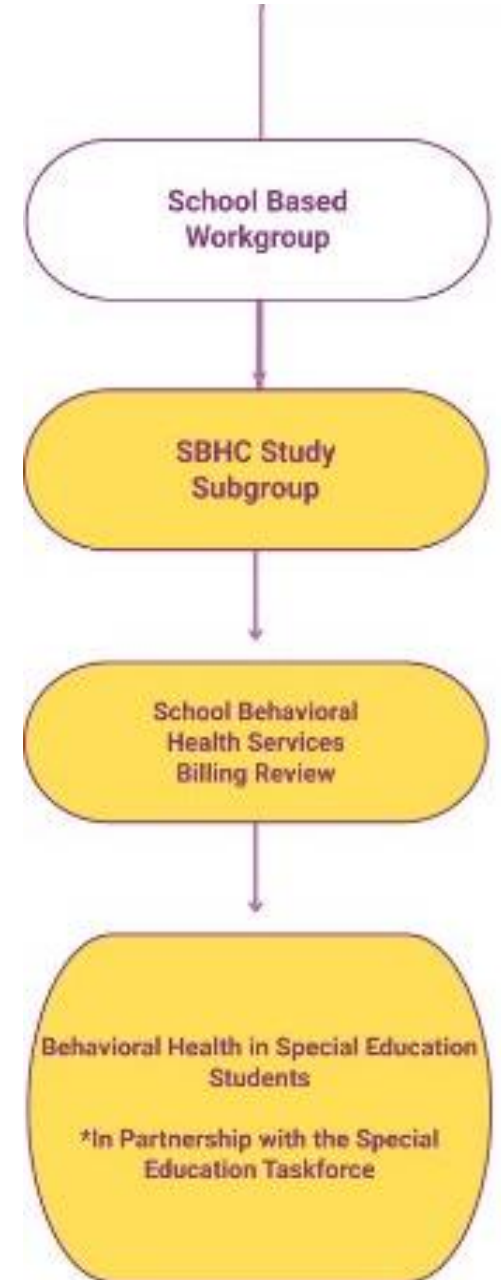 School Based
Workgroup
SBHC Study
Subgroup
School Behavioral
Health Services
Billing Review
Behavioral Health in Special Education
Students
*In Partnership with the Special
Education Taskforce